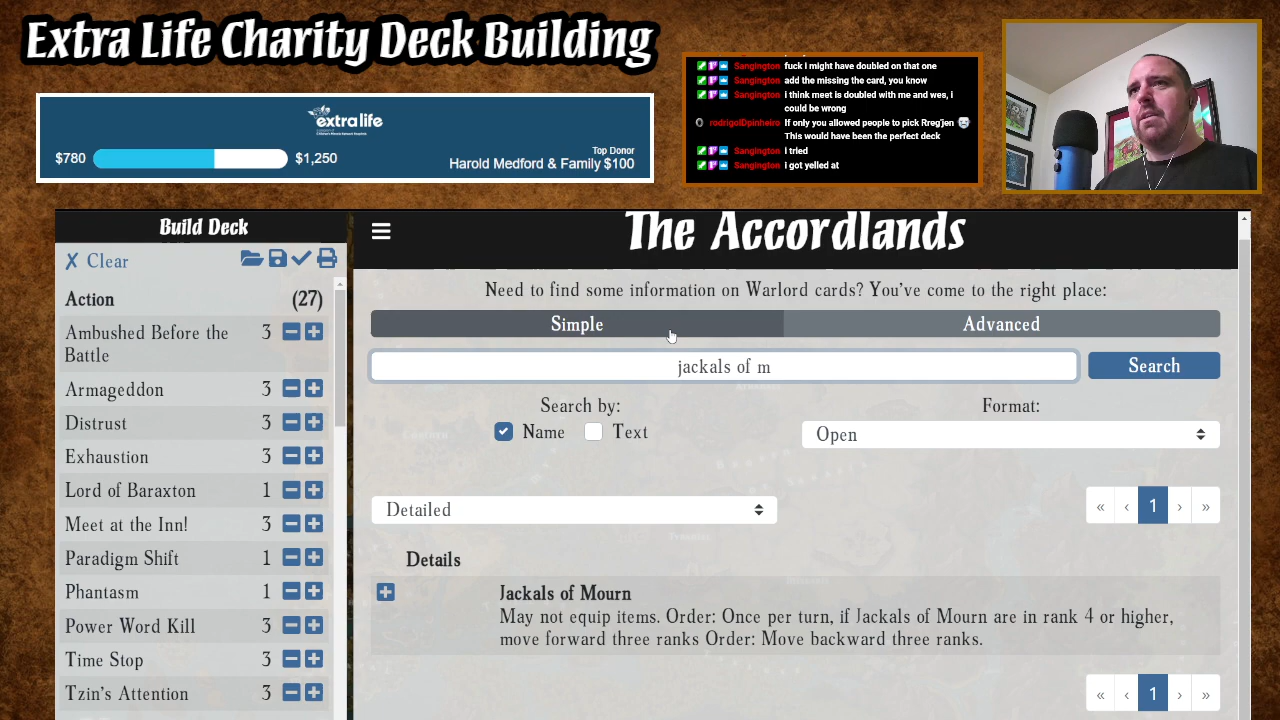 Extra Life Charity Deck Building
extralife
$780
$1,250
Top Donor
Harold Medford & Family $100
Sangington fuck i might have doubled on that one
Sangington add the missing the card, you know
Sangington i think meet is doubled with me and wes, i
could be wrong
rodrigolDpinheiro If only you allowed people to pick Rreg'jen
This would have been the perfect deck
Sangington i tried
Sangington i got yelled at
Build Deck
✗ Clear
Action (27)
Ambushed Before the
Battle 3
Armageddon 3
Distrust 3
Exhaustion 3
Lord of Baraxton 1
Meet at the Inn! 3
Paradigm Shift 1
Phantasm 1
Power Word Kill 3
Time Stop 3
Tzin's Attention 3
The Accordlands
Need to find some information on Warlord cards? You've come to the right place:
Simple Advanced
jackals of m Search
Search by: Format:
Name Text Open
Detailed « ‹ 1 › »
Details
Jackals of Mourn
May not equip items. Order: Once per turn, if Jackals of Mourn are in rank 4 or higher,
move forward three ranks Order: Move backward three ranks.
« ‹ 1 › »